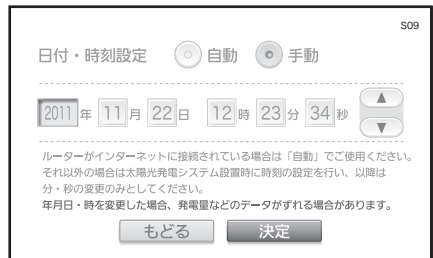 S09
日付・時刻設定 自動 手動
2011 年 11 月 22 日 12 時 23 分 34 秒
ルーターがインターネットに接続されている場合は「自動」でご使用ください。
それ以外の場合は太陽光発電システム設置時に時刻の設定を行い、以降は
分・秒の変更のみとしてください。
年月日・時を変更した場合、発電量などのデータがずれる場合があります。
もどる 決定